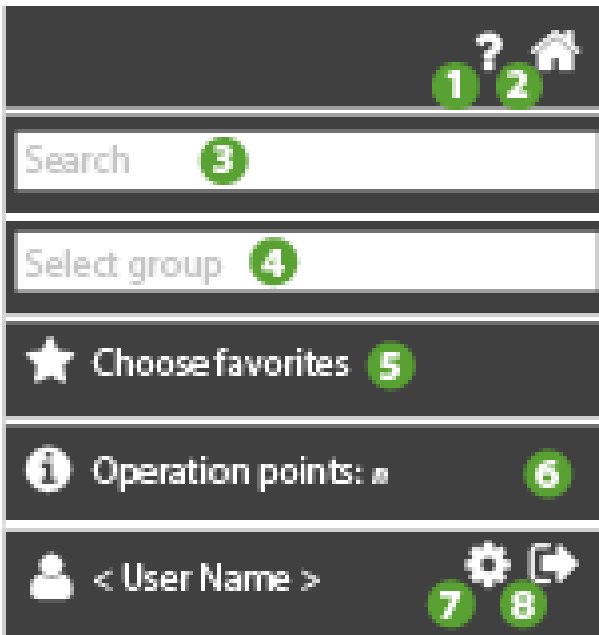 ?
1 2
Search 3
Select group 4
Choose favorites 5
i Operation points: n 6
< User Name >
7 8